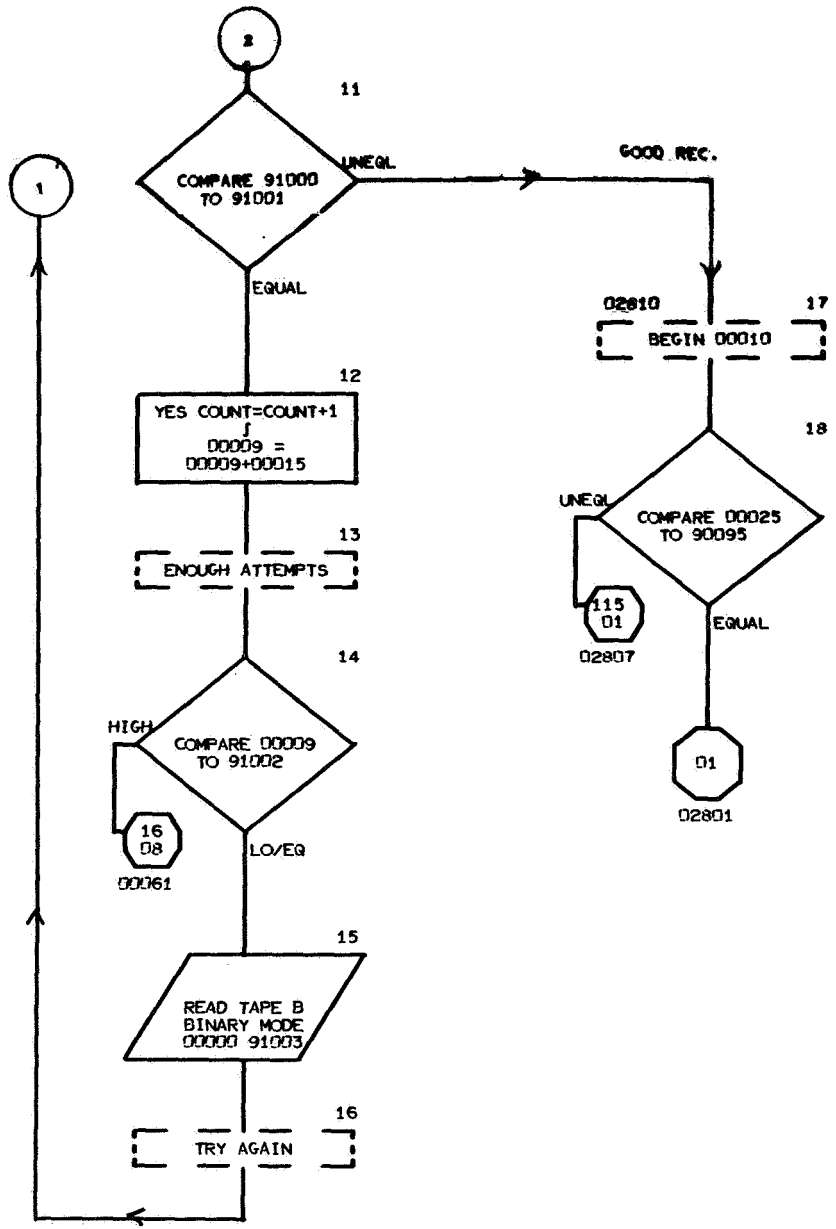 2
11
COMPARE 91000
TO 91001
UNEQL
GOOD REC.
1
EQUAL
02810
17
BEGIN 00010
12
YES COUNT=COUNT+1
∫
00009 =
00009+00015
18
UNEQL
COMPARE 00025
TO 90095
13
ENOUGH ATTEMPTS
115
01
02807
EQUAL
14
HIGH
COMPARE 00009
TO 91002
01
02801
16
08
00061
LO/EQ
15
READ TAPE B
BINARY MODE
00000 91003
16
TRY AGAIN